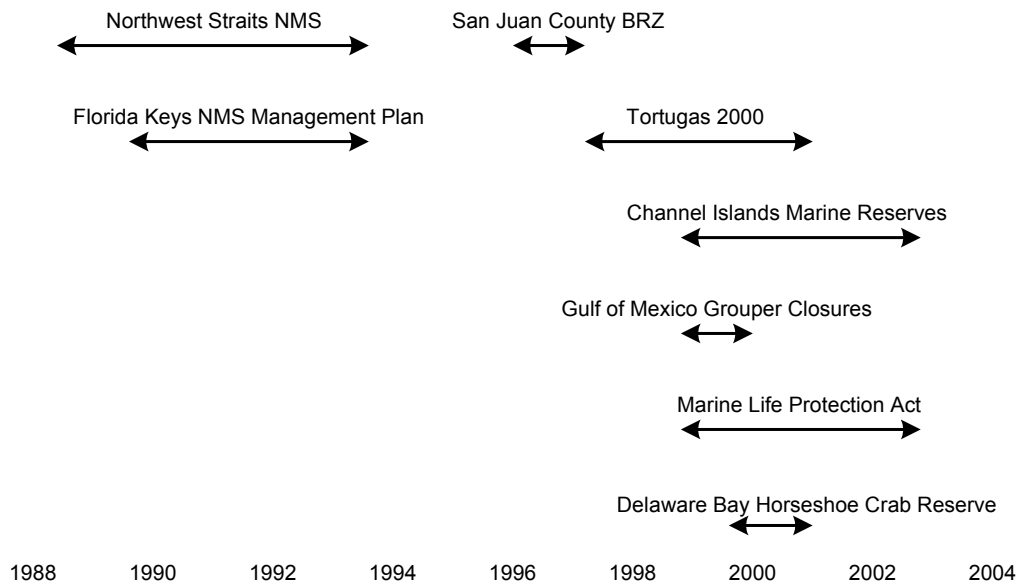 Northwest Straits NMS
San Juan County BRZ
Florida Keys NMS Management Plan
Tortugas 2000
Channel Islands Marine Reserves
Gulf of Mexico Grouper Closures
Marine Life Protection Act
Delaware Bay Horseshoe Crab Reserve
1988 1990 1992 1994 1996 1998 2000 2002 2004